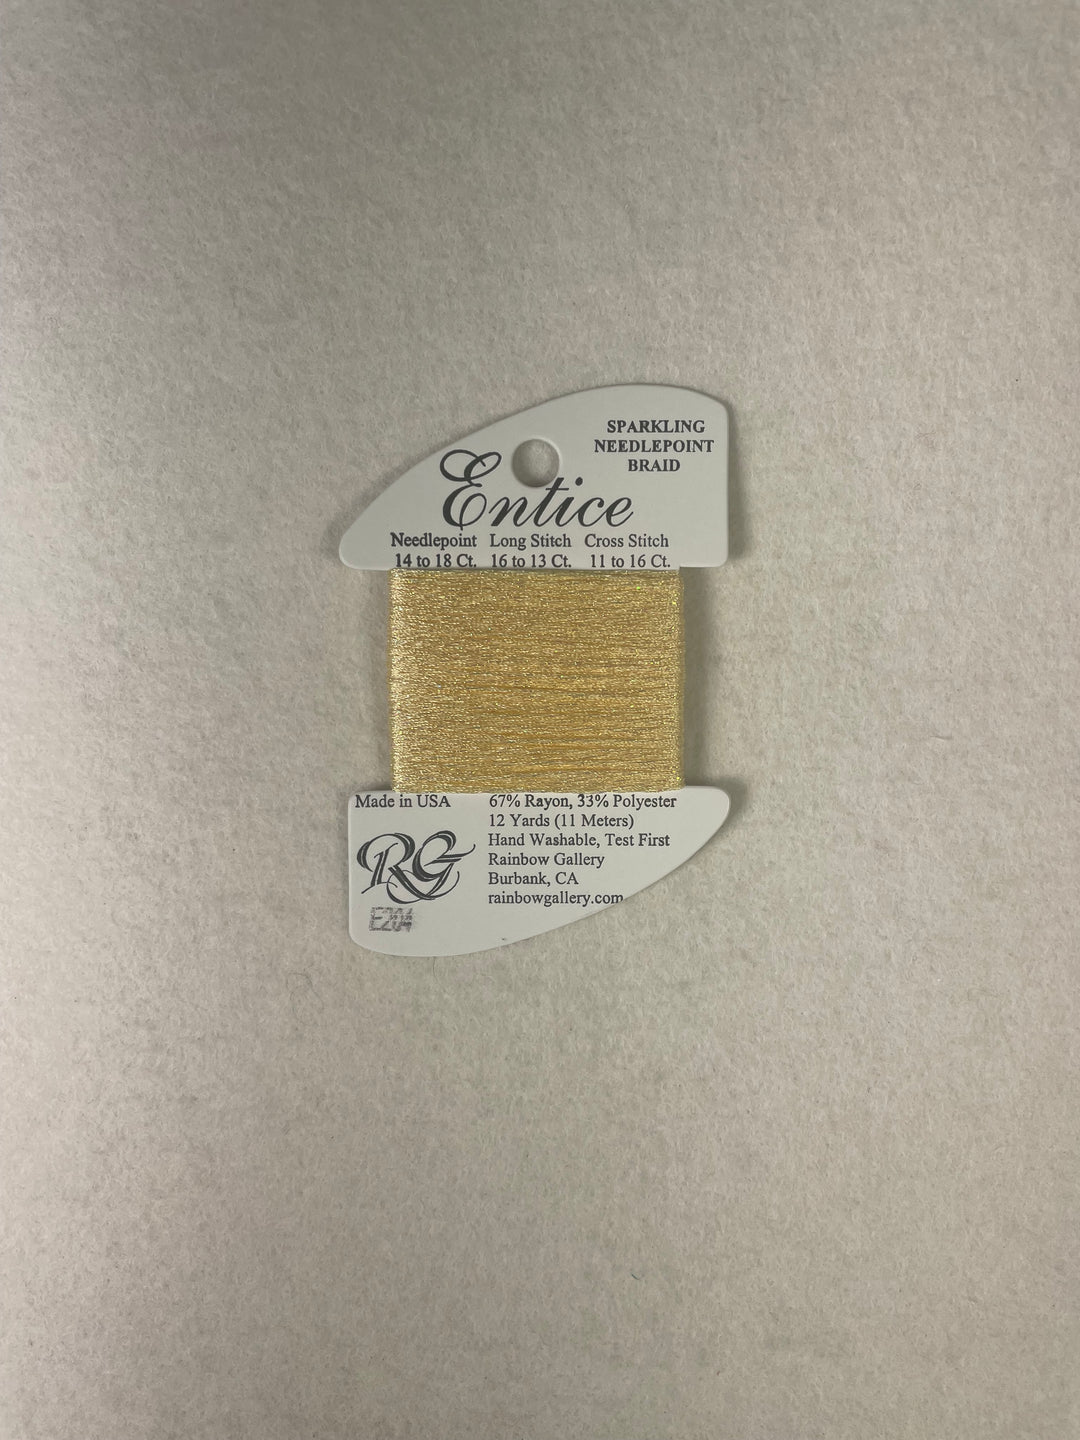 SPARKLING
NEEDLEPOINT
BRAID
Entice
Needlepoint Long Stitch Cross Stitch
14 to 18 Ct. 16 to 13 Ct. 11 to 16 Ct.
Made in USA
67% Rayon, 33% Polyester
12 Yards (11 Meters)
Hand Washable, Test First
Rainbow Gallery
Burbank, CA
rainbowgallery.com
RG
E204